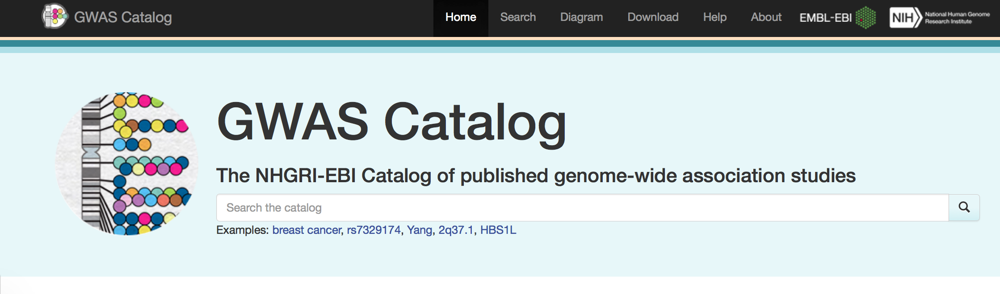 GWAS Catalog
Home Search Diagram Download Help About EMBL-EBI NIH National Human Genome
Research Institute
GWAS Catalog
The NHGRI-EBI Catalog of published genome-wide association studies
Search the catalog
Examples: breast cancer, rs7329174, Yang, 2q37.1, HBS1L